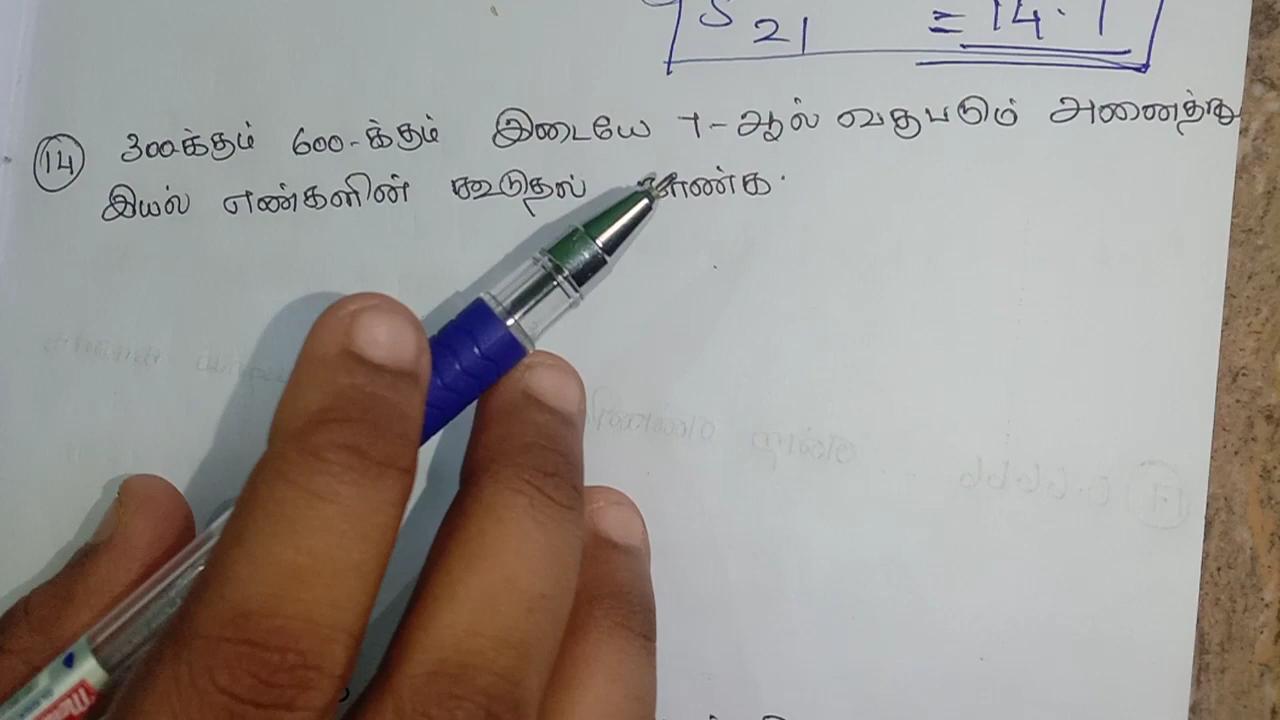 S 21 = 14.1
14 300க்கும் 600-க்கும் இடையே 7-ஆல் வகுபடும் அனைத்து
இயல் எண்களின் கூடுதல் காண்க.